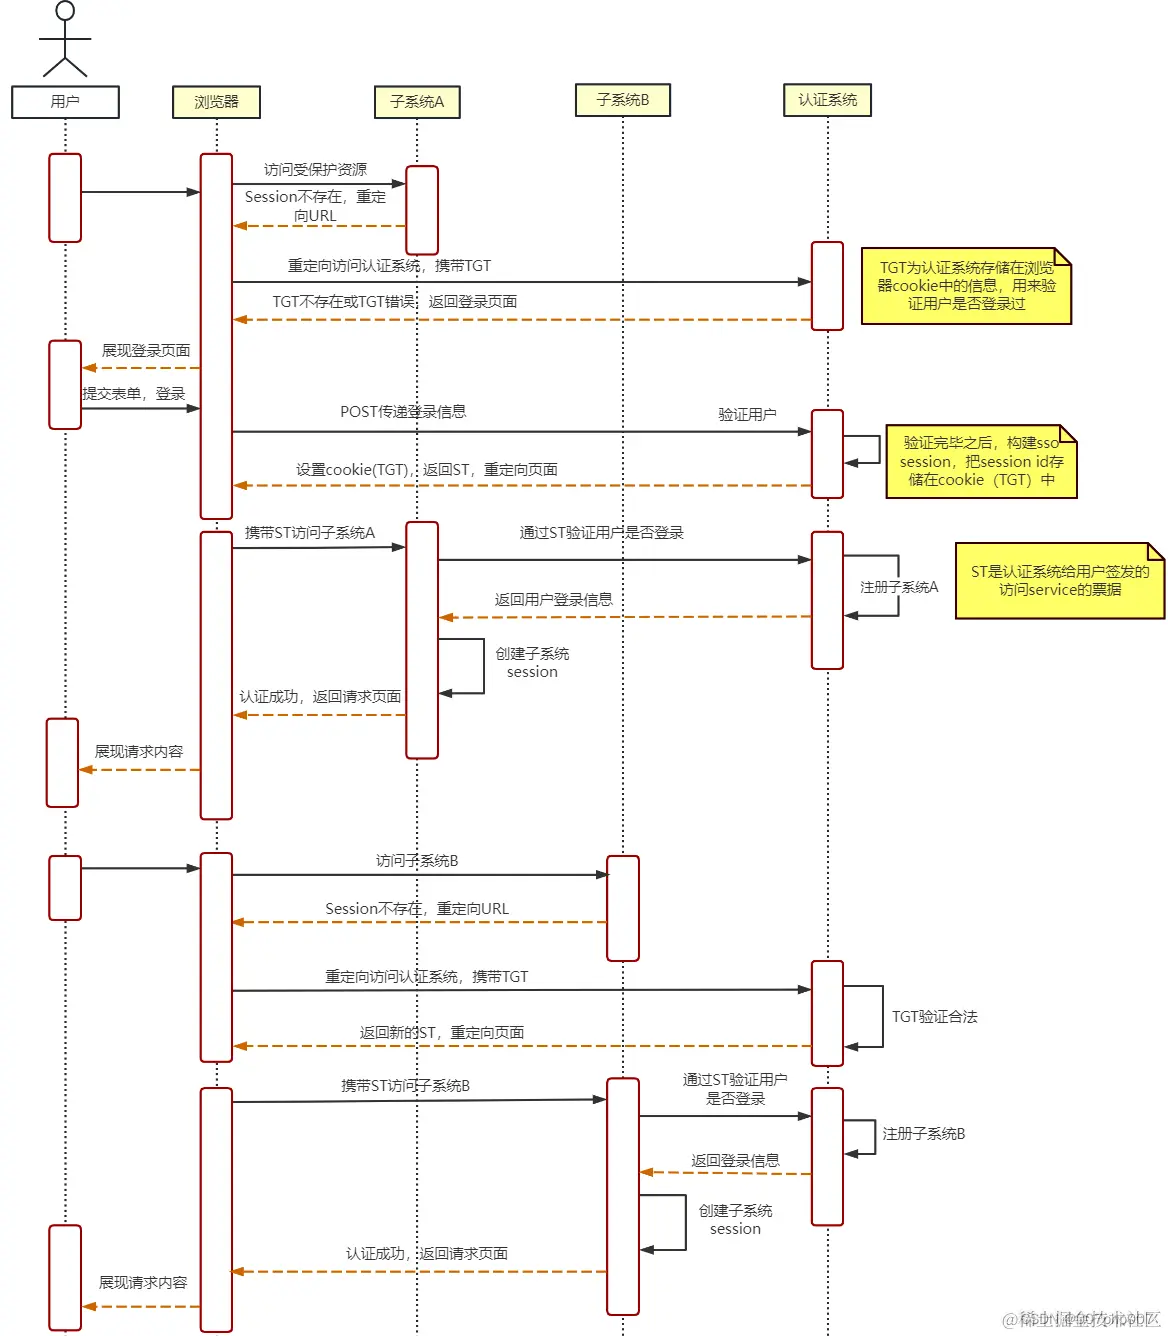 用户
浏览器
子系统A
子系统B
认证系统
访问受保护资源
Session不存在，重定
向URL
重定向访问认证系统，携带TGT
TGT为认证系统存储在浏览
器cookie中的信息，用来验
证用户是否登录过
TGT不存在或TGT错误，返回登录页面
展现登录页面
提交表单，登录
POST传递登录信息
验证用户
验证完毕之后，构建sso
session，把session id存
储在cookie（TGT）中
设置cookie(TGT)，返回ST，重定向页面
携带ST访问子系统A
通过ST验证用户是否登录
注册子系统A
ST是认证系统给用户签发的
访问service的票据
返回用户登录信息
创建子系统
session
认证成功，返回请求页面
展现请求内容
访问子系统B
Session不存在，重定向URL
重定向访问认证系统，携带TGT
TGT验证合法
返回新的ST，重定向页面
携带ST访问子系统B
通过ST验证用户
是否登录
注册子系统B
返回登录信息
创建子系统
session
认证成功，返回请求页面
展现请求内容
@稀土掘金技术社区